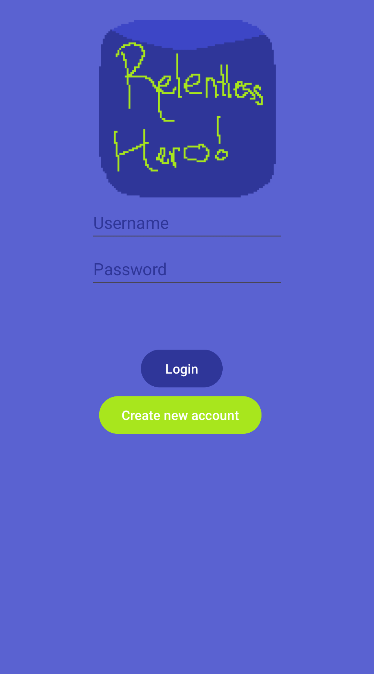 Relentless
Hero!
Username
Password
Login
Create new account